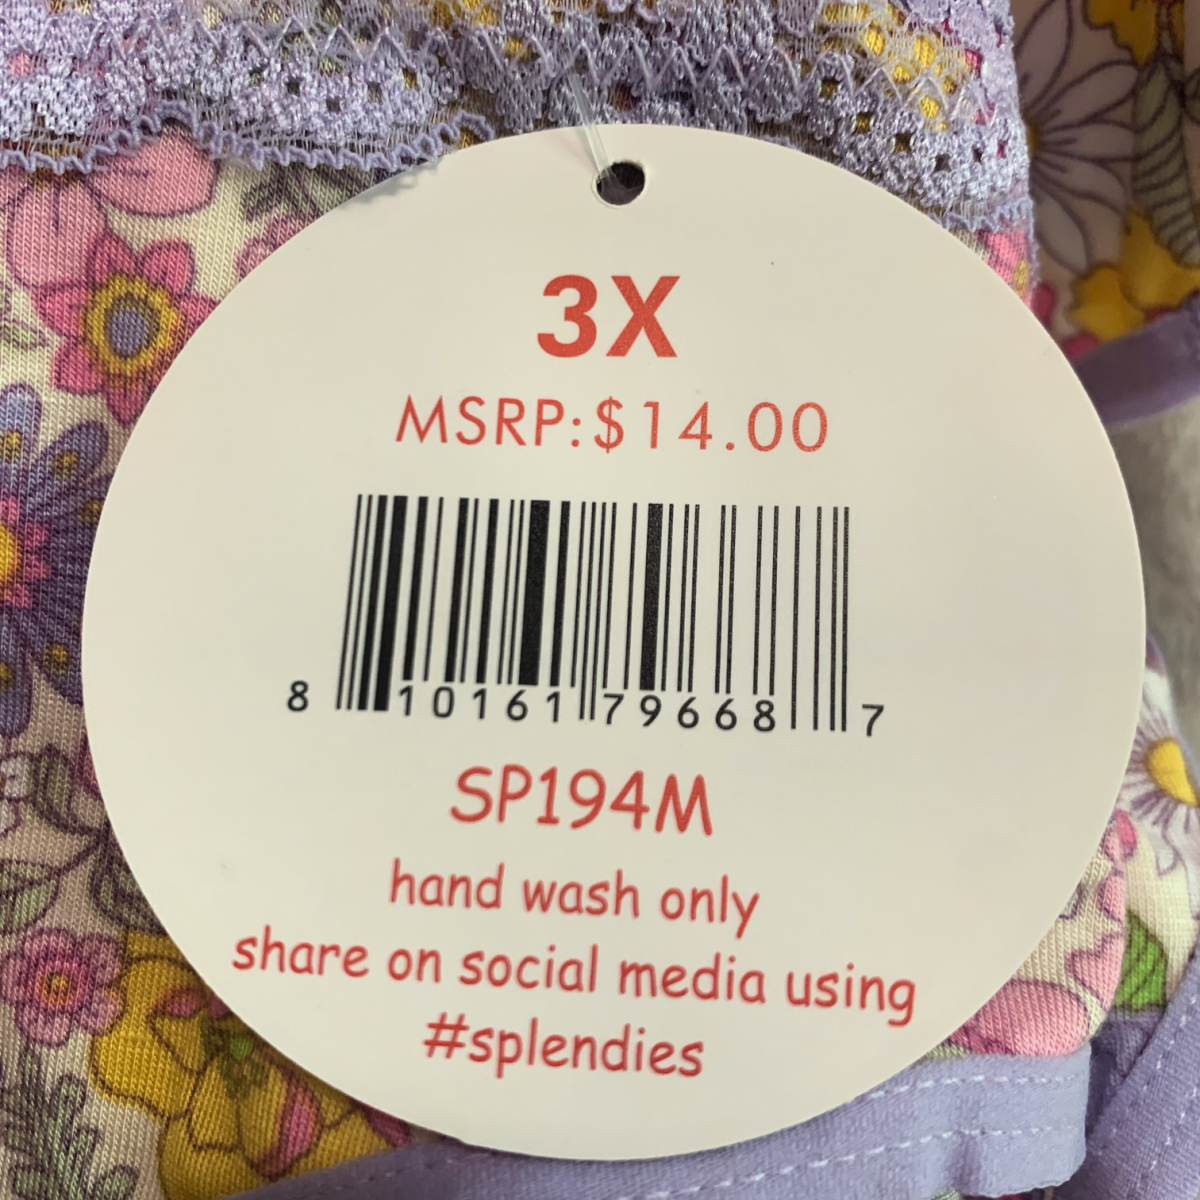 3X
MSRP:$14.00
8 10161 79668 7
SP194M
hand wash only
share on social media using
#splendies